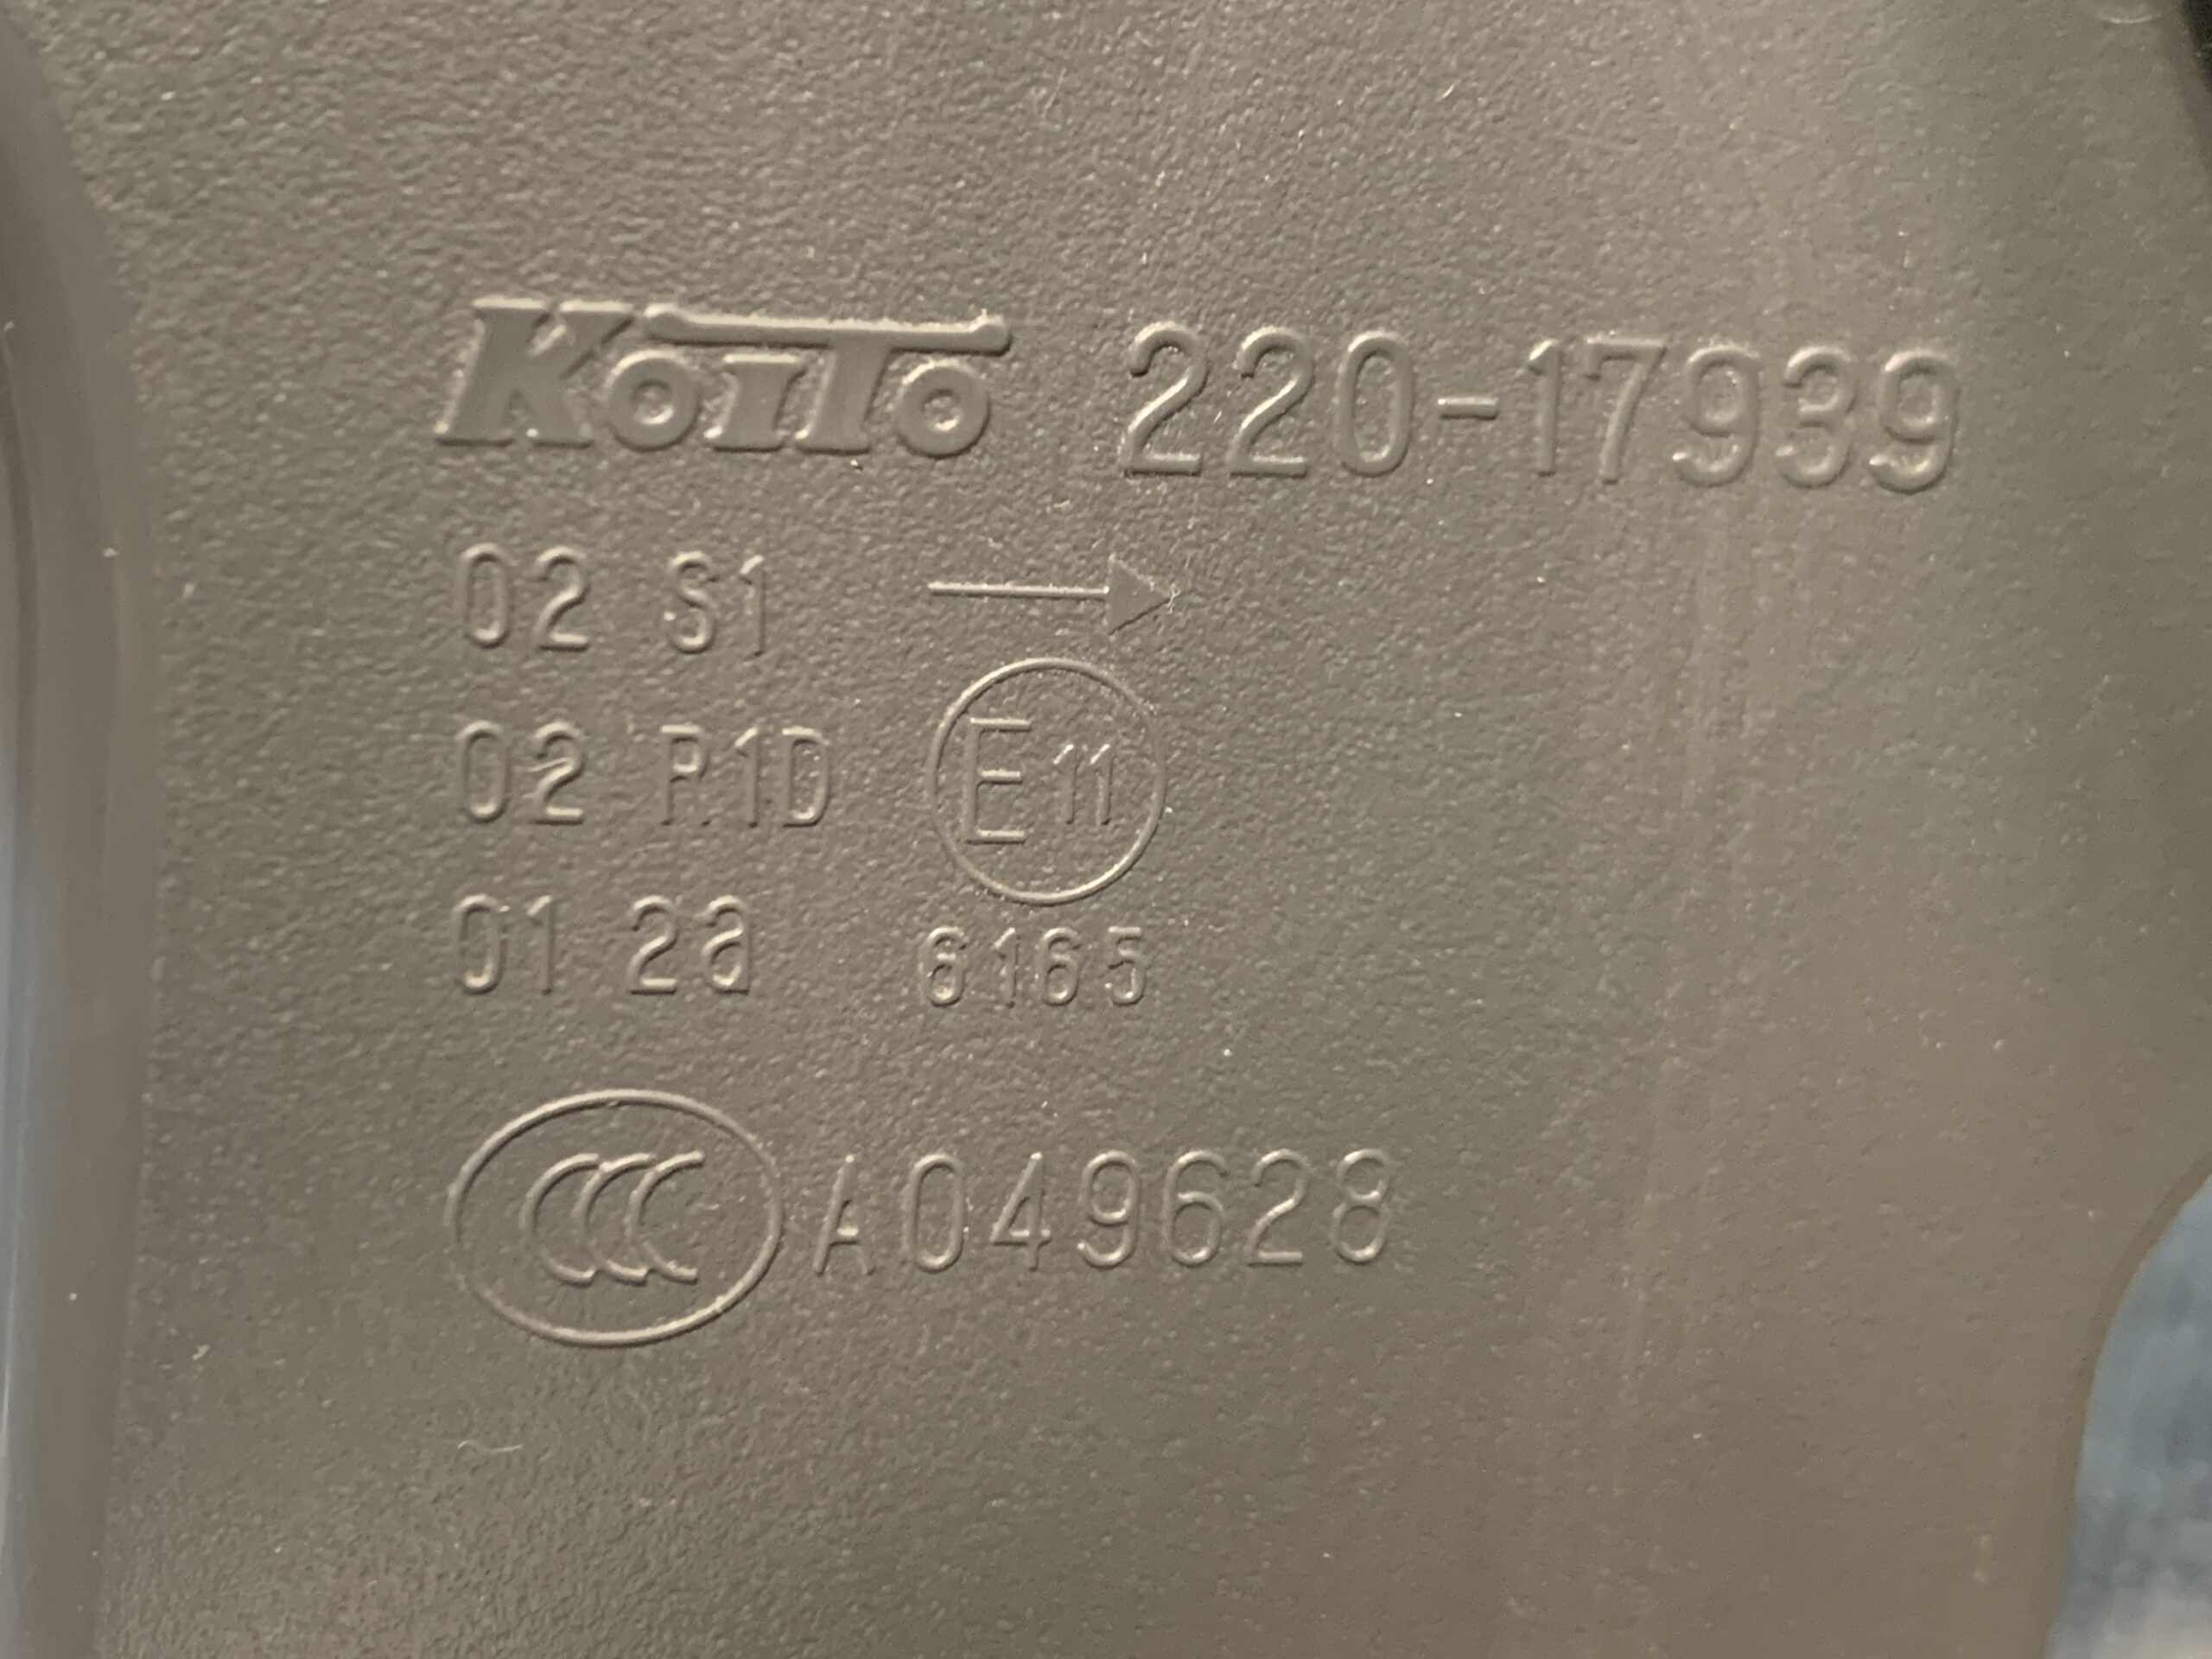 KOITO 220-17939
02 S1 →
02 R1D E11
01 2a 6165
CCC A049628